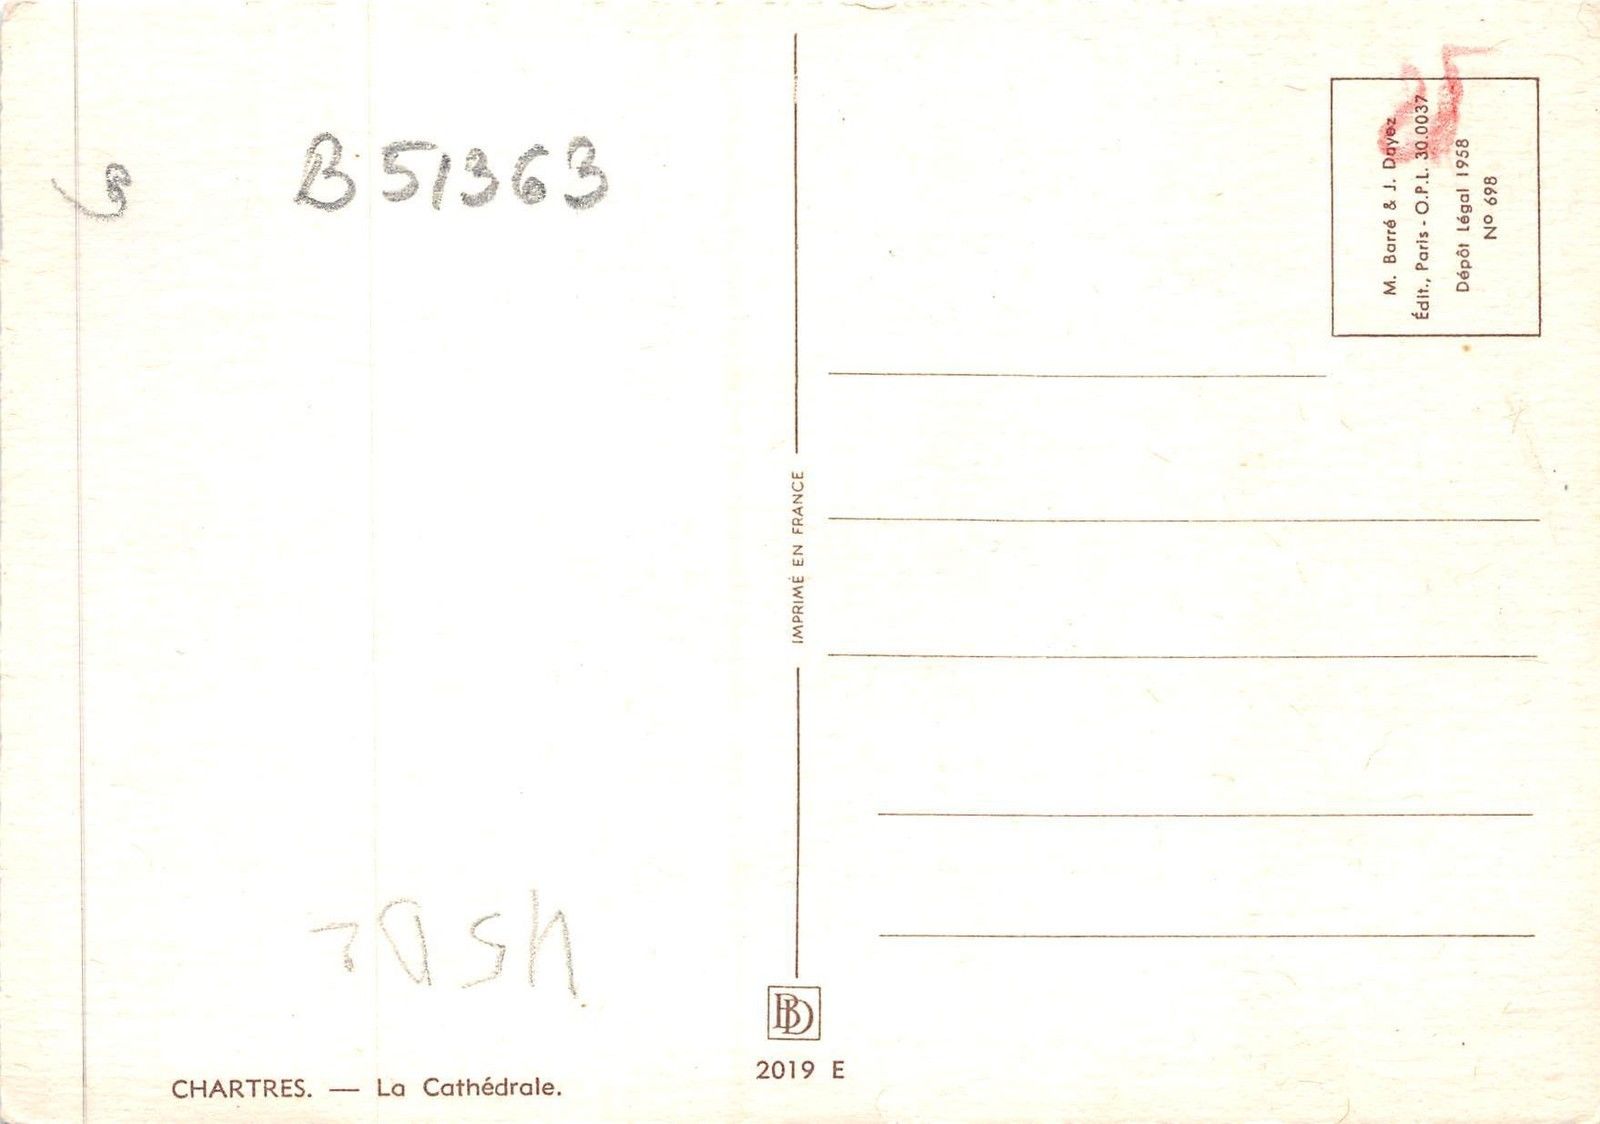 B 51363
M. Barré & J. Dayez
Édit., Paris - O.P.L. 30.0037
Dépôt Légal 1958
Nº 698
IMPRIMÉ EN FRANCE
BD
2019 E
CHARTRES. — La Cathédrale.